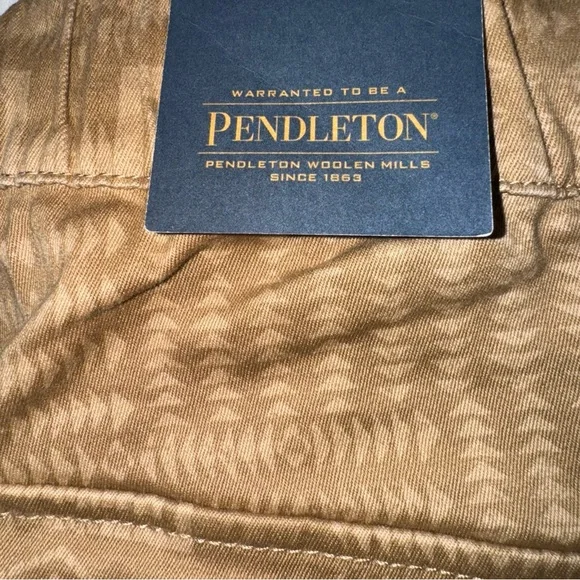 WARRANTED TO BE A
PENDLETON®
PENDLETON WOOLEN MILLS
SINCE 1863